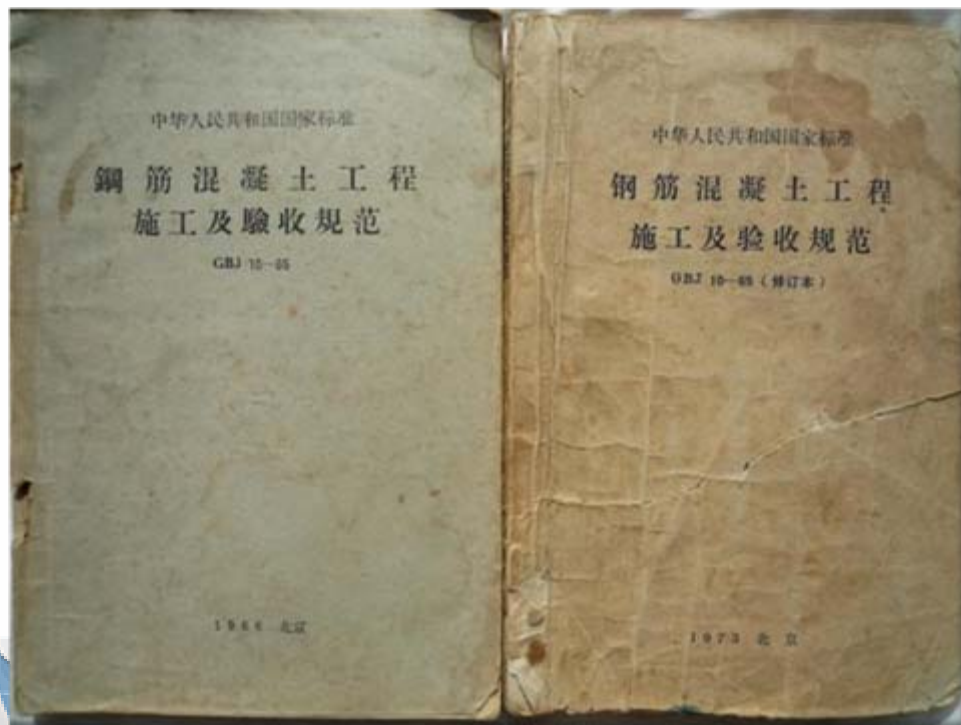 中华人民共和国国家标准
鋼筋混凝土工程
施工及驗收規范
GBJ 10—65
1966 北京
中华人民共和国国家标准
钢筋混凝土工程
施工及验收规范
GBJ 10—65（修订本）
1973 北京